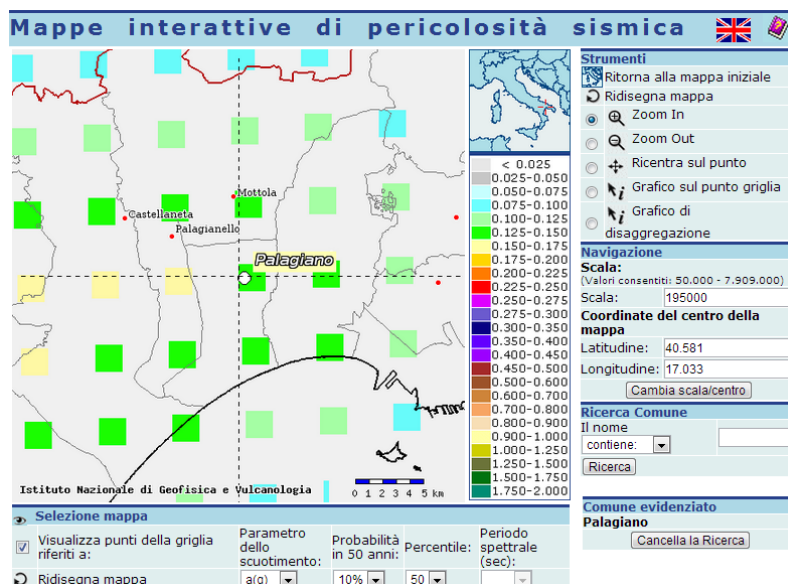 Mappe interattive di pericolosità sismica
Mottola
Castellaneta
Palagianello
Palagiano
Istituto Nazionale di Geofisica e Vulcanologia
0 1 2 3 4 5 km
< 0.025
0.025-0.050
0.050-0.075
0.075-0.100
0.100-0.125
0.125-0.150
0.150-0.175
0.175-0.200
0.200-0.225
0.225-0.250
0.250-0.275
0.275-0.300
0.300-0.350
0.350-0.400
0.400-0.450
0.450-0.500
0.500-0.600
0.600-0.700
0.700-0.800
0.800-0.900
0.900-1.000
1.000-1.250
1.250-1.500
1.500-1.750
1.750-2.000
Strumenti
Ritorna alla mappa iniziale
Ridisegna mappa
Zoom In
Zoom Out
Ricentra sul punto
Grafico sul punto griglia
Grafico di
disaggregazione
Navigazione
Scala:
(Valori consentiti: 50.000 - 7.909.000)
Scala: 195000
Coordinate del centro della
mappa
Latitudine: 40.581
Longitudine: 17.033
Cambia scala/centro
Ricerca Comune
Il nome
contiene:
Ricerca
Comune evidenziato
Palagiano
Cancella la Ricerca
Selezione mappa
Visualizza punti della griglia
riferiti a:
Parametro
dello
scuotimento:
Probabilità
in 50 anni:
Percentile:
Periodo
spettrale
(sec):
Ridisegna mappa
a(g) 10% 50 -